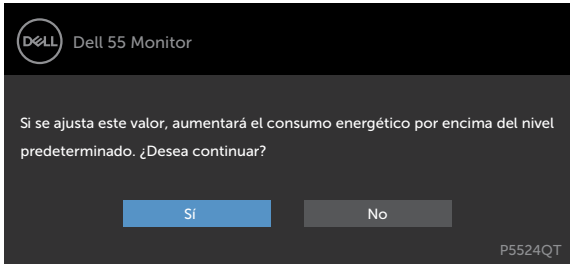 DELL Dell 55 Monitor
Si se ajusta este valor, aumentará el consumo energético por encima del nivel
predeterminado. ¿Desea continuar?
Sí No
P5524QT